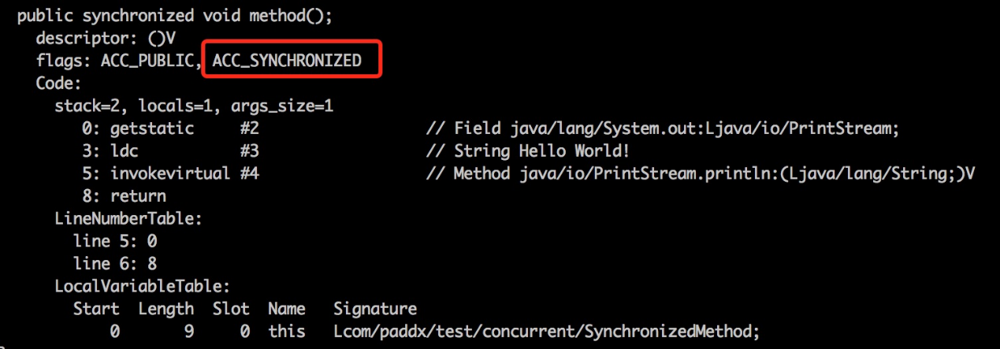 public synchronized void method();
descriptor: ()V
flags: ACC_PUBLIC, ACC_SYNCHRONIZED
Code:
stack=2, locals=1, args_size=1
0: getstatic #2 // Field java/lang/System.out:Ljava/io/PrintStream;
3: ldc #3 // String Hello World!
5: invokevirtual #4 // Method java/io/PrintStream.println:(Ljava/lang/String;)V
8: return
LineNumberTable:
line 5: 0
line 6: 8
LocalVariableTable:
Start Length Slot Name Signature
0 9 0 this Lcom/paddx/test/concurrent/SynchronizedMethod;